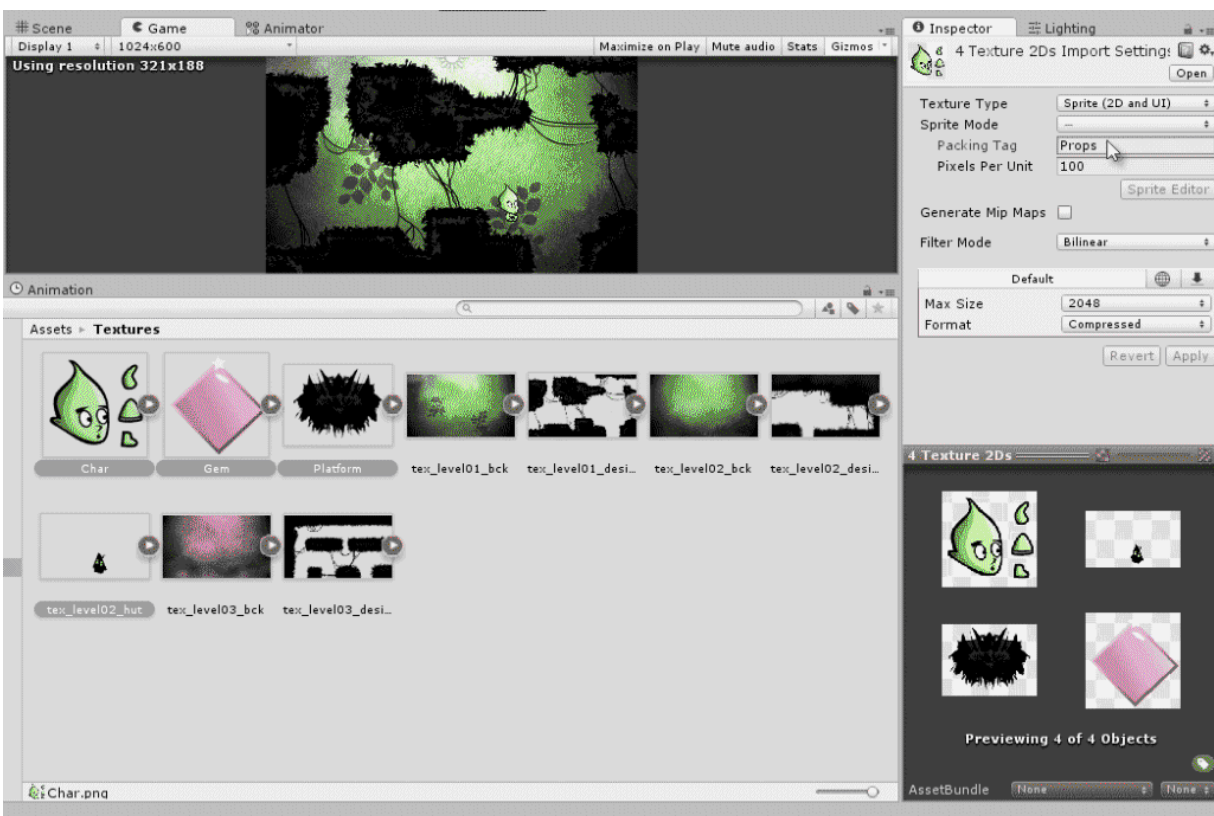 Scene Game Animator
Display 1 1024x600 Maximize on Play Mute audio Stats Gizmos
Using resolution 321x188
Animation
Assets Textures
Char Gem Platform tex_level01_bck tex_level01_desi... tex_level02_bck tex_level02_desi...
tex_level02_hut tex_level03_bck tex_level03_desi...
Char.png
Inspector Lighting
4 Texture 2Ds Import Settings
Open
Texture Type Sprite (2D and UI)
Sprite Mode —
Packing Tag Props
Pixels Per Unit 100
Sprite Editor
Generate Mip Maps
Filter Mode Bilinear
Default
Max Size 2048
Format Compressed
Revert Apply
4 Texture 2Ds
Previewing 4 of 4 Objects
AssetBundle None None